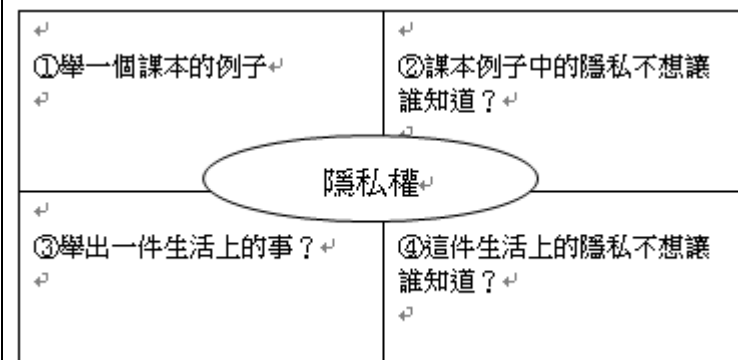 ①舉一個課本的例子
②課本例子中的隱私不想讓
誰知道？
隱私權
③舉出一件生活上的事？
④這件生活上的隱私不想讓
誰知道？